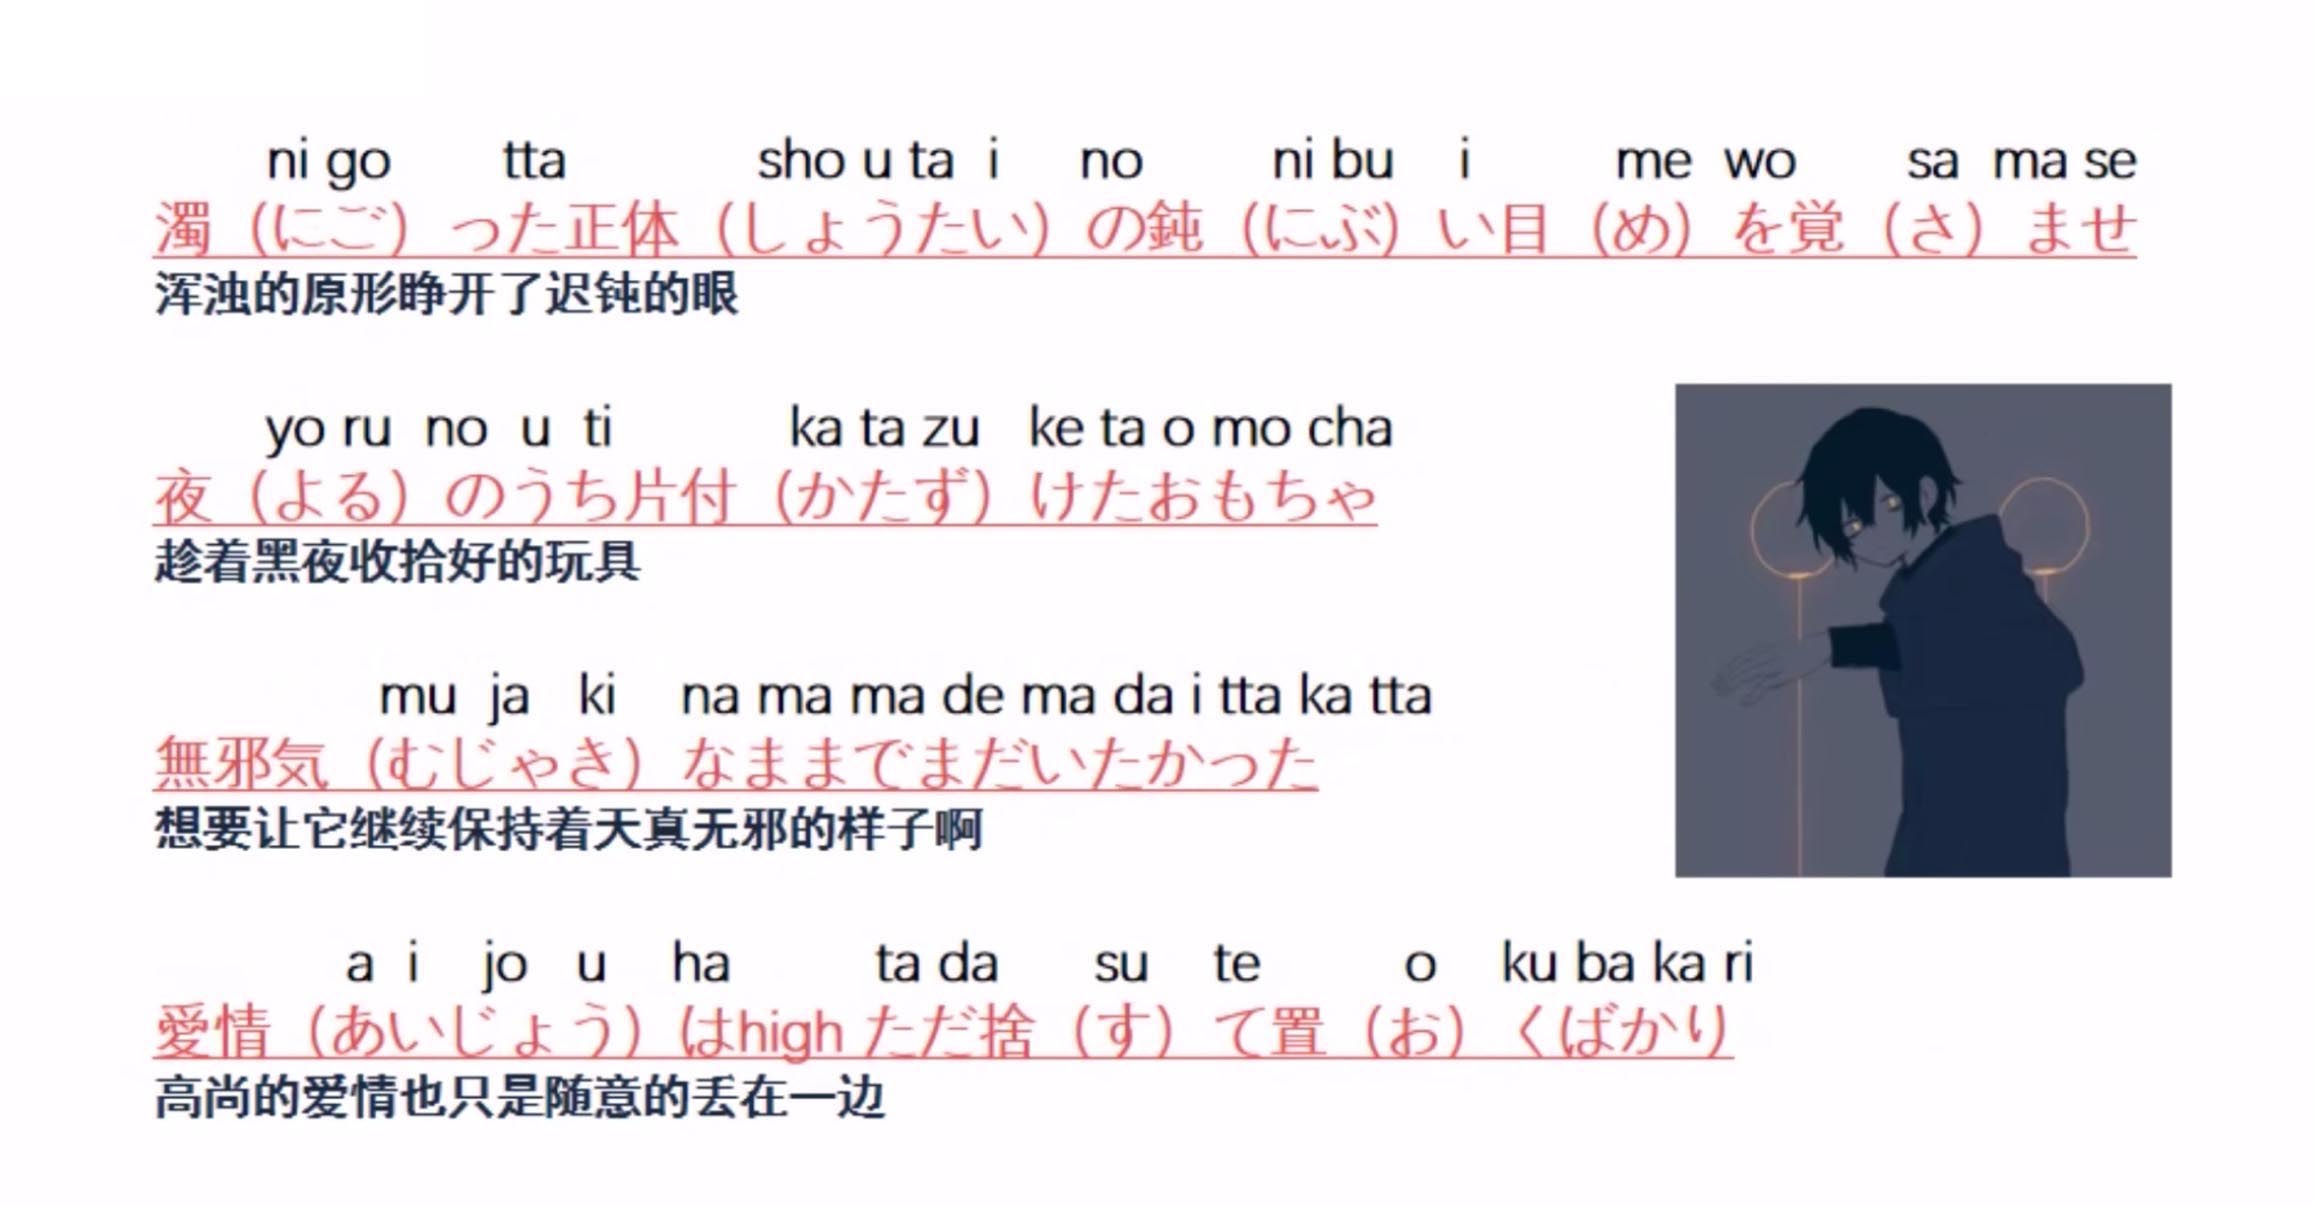 ni go tta sho u ta i no ni bu i me wo sa ma se
濁（にご）った正体（しょうたい）の鈍（にぶ）い目（め）を覚（さ）ませ
浑浊的原形睁开了迟钝的眼
yo ru no u ti ka ta zu ke ta o mo cha
夜（よる）のうち片付（かたず）けたおもちゃ
趁着黑夜收拾好的玩具
mu ja ki na ma ma de ma da i tta ka tta
無邪気（むじゃき）なままでまだいたかった
想要让它继续保持着天真无邪的样子啊
a i jo u ha ta da su te o ku ba ka ri
愛情（あいじょう）はhigh ただ捨（す）て置（お）くばかり
高尚的爱情也只是随意的丢在一边